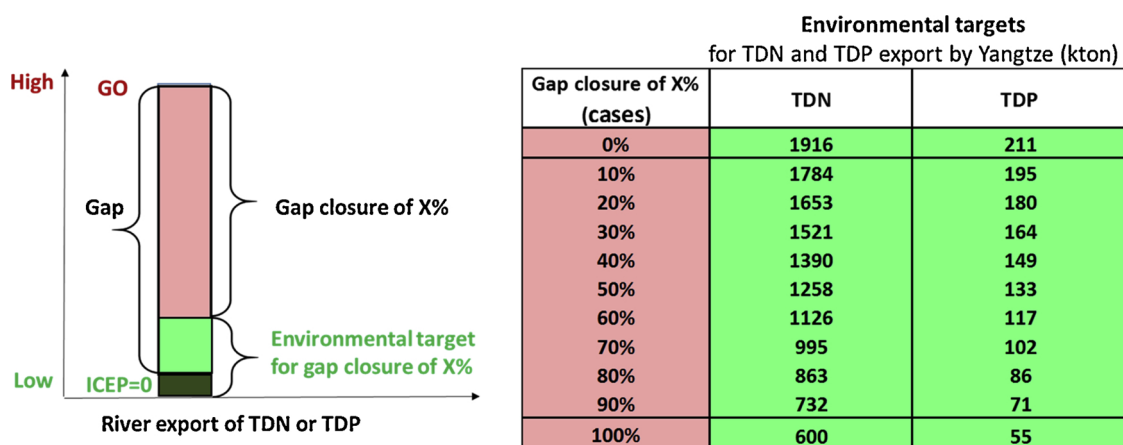 High
GO
Gap
Gap closure of X%
Environmental target
for gap closure of X%
Low
ICEP=0
River export of TDN or TDP
Environmental targets
for TDN and TDP export by Yangtze (kton)
Gap closure of X%
(cases)
TDN
TDP
0% 1916 211
10% 1784 195
20% 1653 180
30% 1521 164
40% 1390 149
50% 1258 133
60% 1126 117
70% 995 102
80% 863 86
90% 732 71
100% 600 55